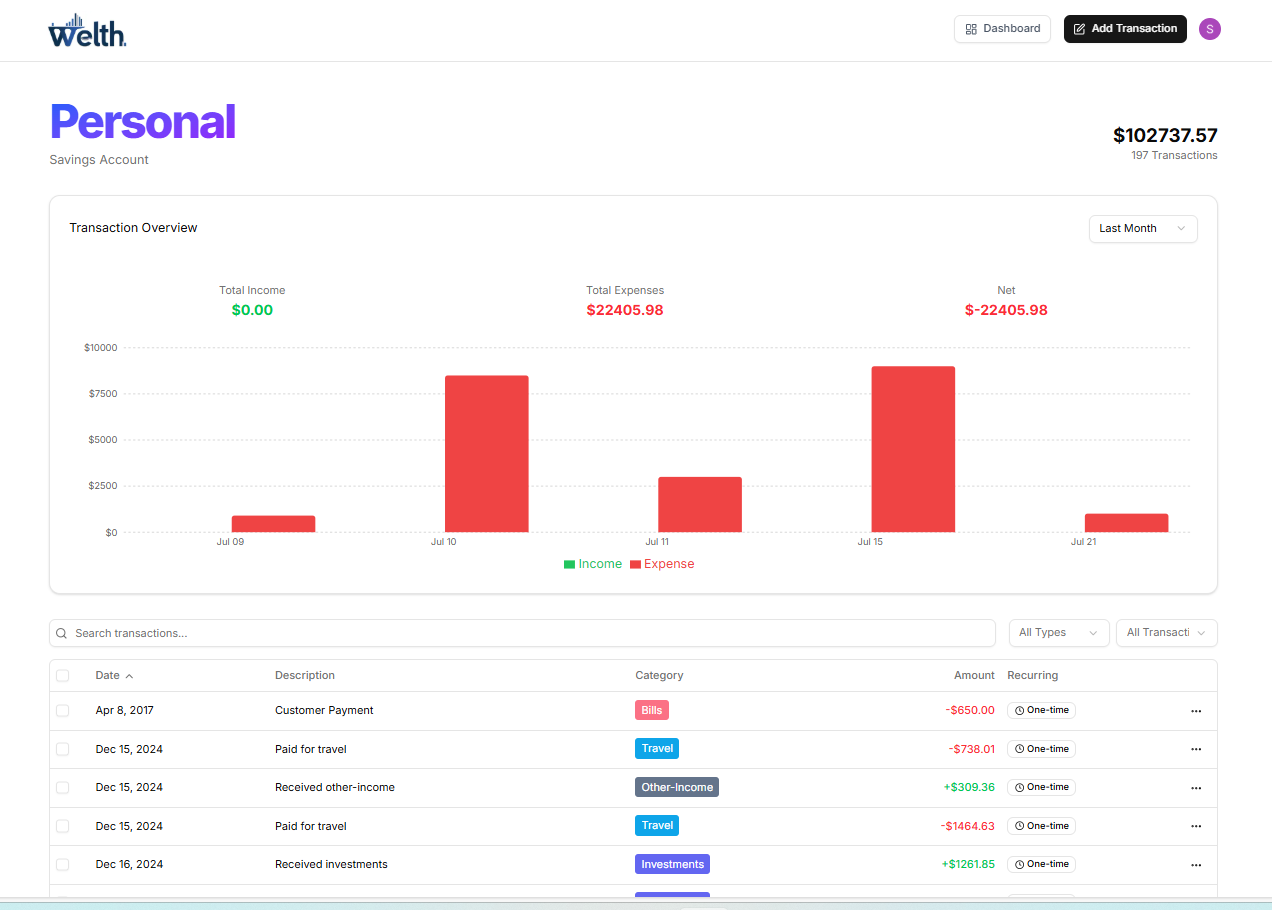 Welth.
Dashboard
Add Transaction
S
Personal
Savings Account
$102737.57
197 Transactions
Transaction Overview
Last Month
Total Income
$0.00
Total Expenses
$22405.98
Net
$-22405.98
$10000
$7500
$5000
$2500
$0
Jul 09 Jul 10 Jul 11 Jul 15 Jul 21
Income Expense
Search transactions...
All Types
All Transacti
Date Description Category Amount Recurring
Apr 8, 2017 Customer Payment Bills -$650.00 One-time
Dec 15, 2024 Paid for travel Travel -$738.01 One-time
Dec 15, 2024 Received other-income Other-Income +$309.36 One-time
Dec 15, 2024 Paid for travel Travel -$1464.63 One-time
Dec 16, 2024 Received investments Investments +$1261.85 One-time